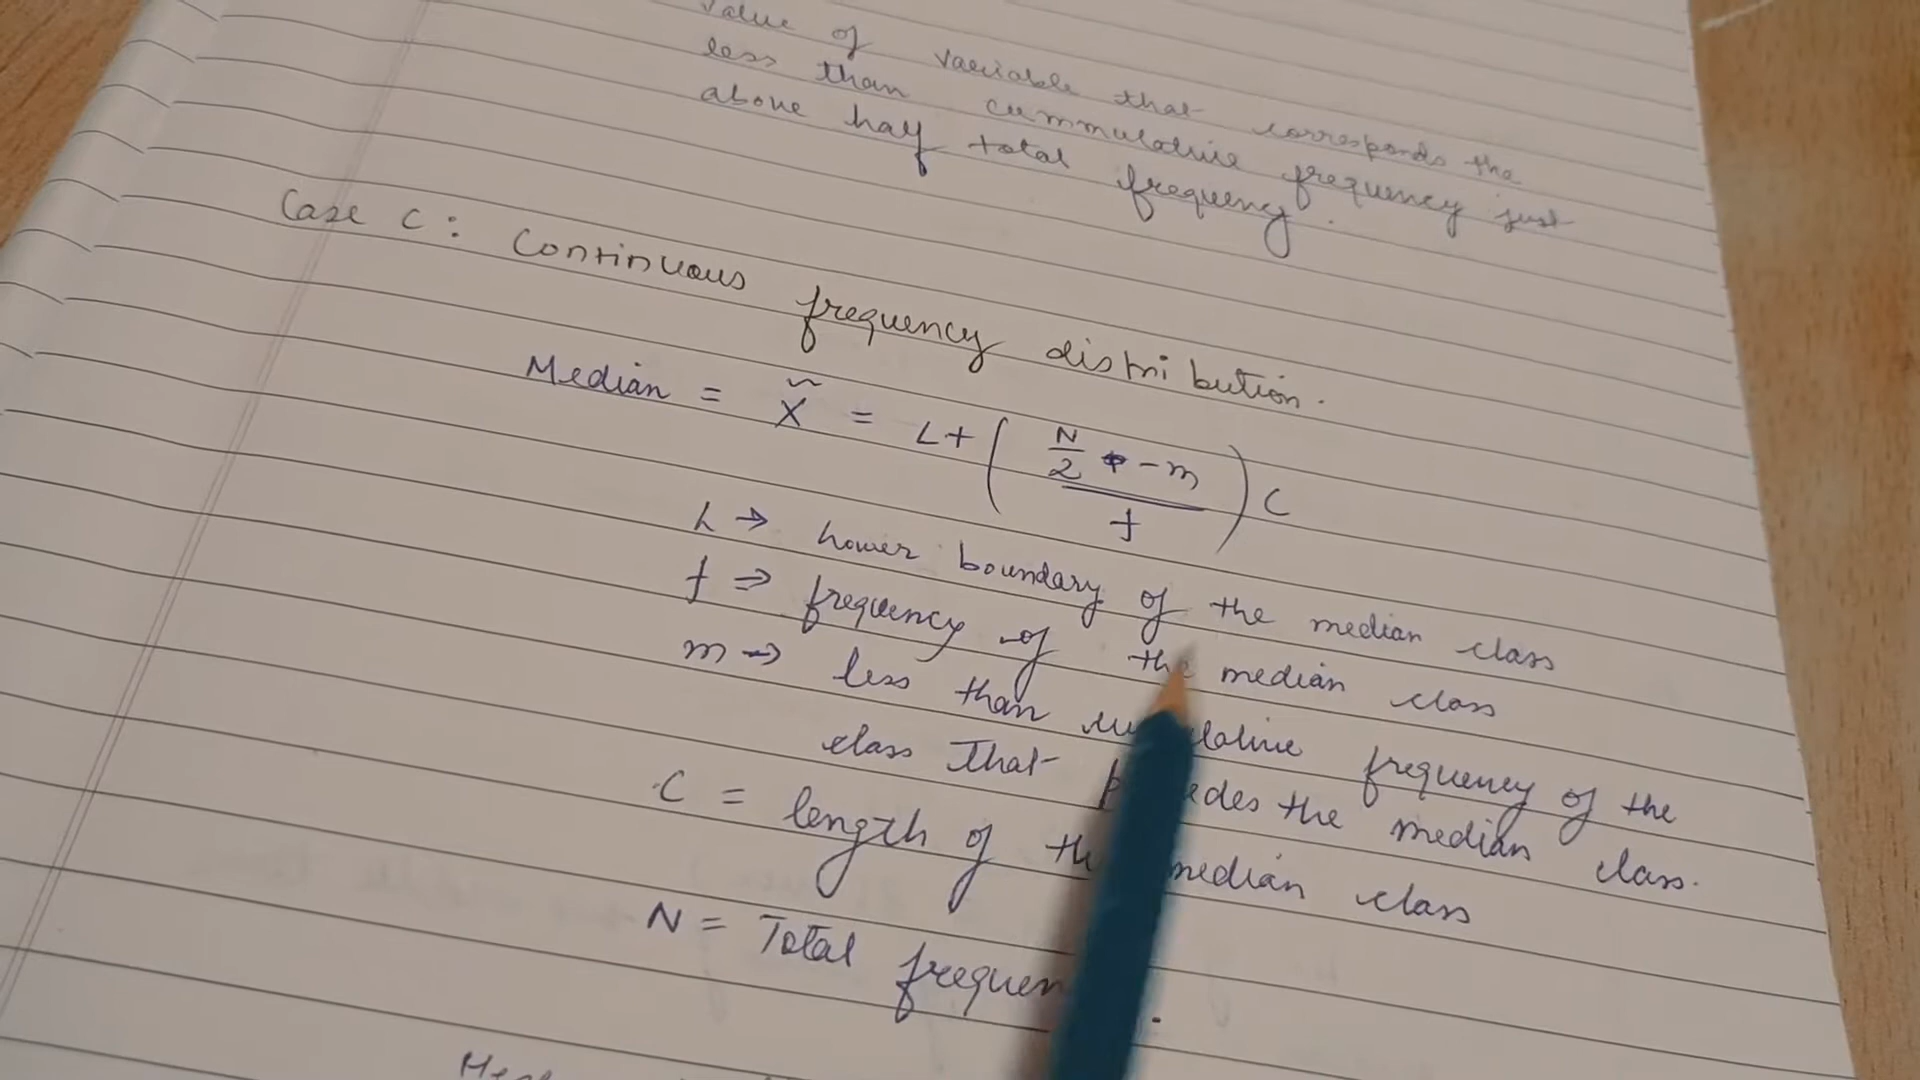 value of variable that corresponds the
less than cummulative frequency just
above half total frequency.
Case C: Continuous frequency distribution.
Median = X̃ = L+ ( (N/2 - m) / f ) C
L → Lower boundary of the median class
f ⇒ frequency of the median class
m → less than frequency of the
class that the median class.
C = length of the median class
N = Total